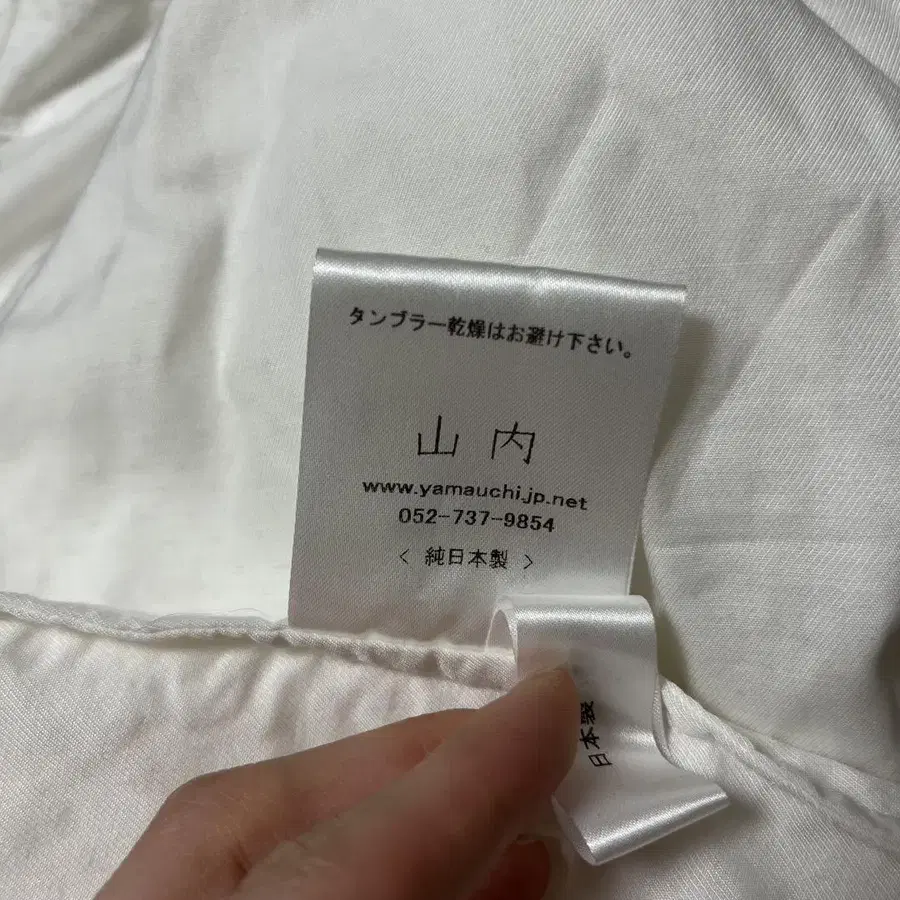 タンブラー乾燥はお避け下さい。
山内
www.yamauchi.jp.net
052-737-9854
< 純日本製 >
日本製